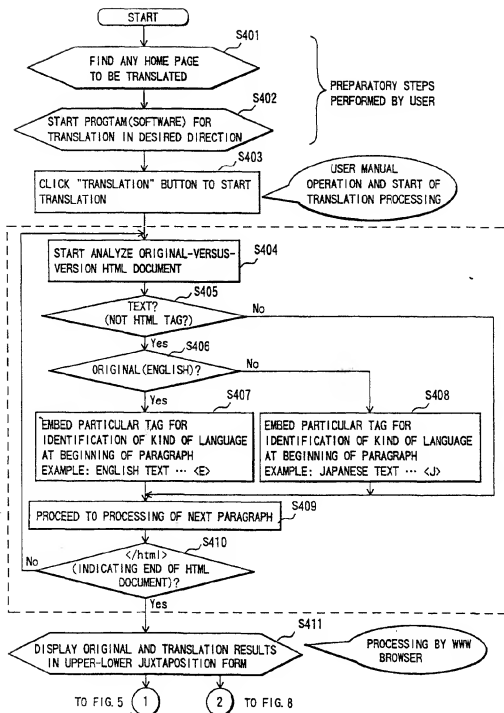 START
S401
FIND ANY HOME PAGE
TO BE TRANSLATED
S402
START PROGTAM(SOFTWARE) FOR
TRANSLATION IN DESIRED DIRECTION
PREPARATORY STEPS
PERFORMED BY USER
S403
CLICK "TRANSLATION" BUTTON TO START
TRANSLATION
USER MANUAL
OPERATION AND START OF
TRANSLATION PROCESSING
START ANALYZE ORIGINAL-VERSUS-
VERSION HTML DOCUMENT
S404
S405
TEXT?
(NOT HTML TAG?)
No
Yes
S406
ORIGINAL(ENGLISH)?
No
Yes
S407
EMBED PARTICULAR TAG FOR
IDENTIFICATION OF KIND OF LANGUAGE
AT BEGINNING OF PARAGRAPH
EXAMPLE: ENGLISH TEXT ··· <E>
S408
EMBED PARTICULAR TAG FOR
IDENTIFICATION OF KIND OF LANGUAGE
AT BEGINNING OF PARAGRAPH
EXAMPLE: JAPANESE TEXT ··· <J>
S409
PROCEED TO PROCESSING OF NEXT PARAGRAPH
S410
</html>
(INDICATING END OF HTML
DOCUMENT)?
No
Yes
S411
DISPLAY ORIGINAL AND TRANSLATION RESULTS
IN UPPER-LOWER JUXTAPOSITION FORM
PROCESSING BY WWW
BROWSER
TO FIG. 5 1 2 TO FIG. 8